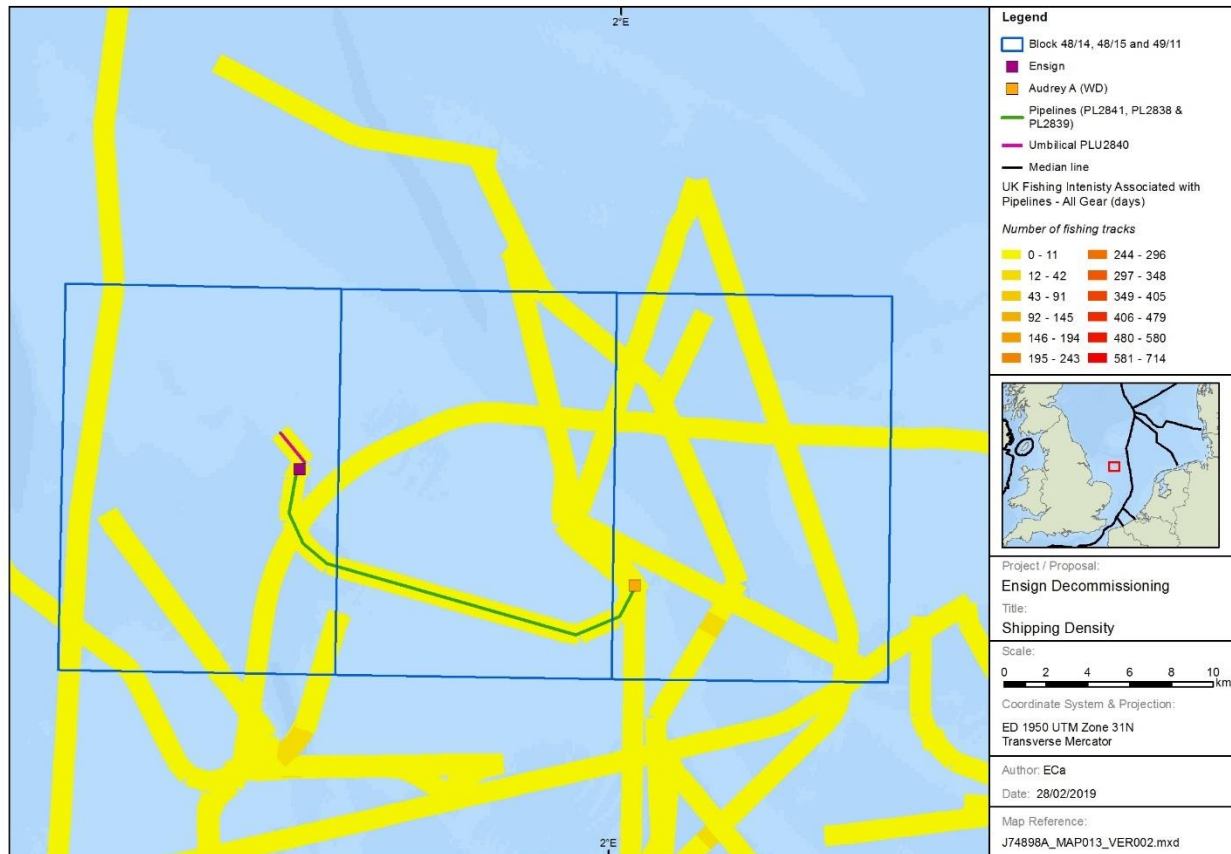 2°E
2°E
Legend
Block 48/14, 48/15 and 49/11
Ensign
Audrey A (WD)
Pipelines (PL2841, PL2838 &
PL2839)
Umbilical PLU2840
Median line
UK Fishing Intenisty Associated with
Pipelines - All Gear (days)
Number of fishing tracks
0 - 11
244 - 296
12 - 42
297 - 348
43 - 91
349 - 405
92 - 145
406 - 479
146 - 194
480 - 580
195 - 243
581 - 714
Project / Proposal:
Ensign Decommissioning
Title:
Shipping Density
Scale:
0 2 4 6 8 10
km
Coordinate System & Projection:
ED 1950 UTM Zone 31N
Transverse Mercator
Author: ECa
Date: 28/02/2019
Map Reference:
J74898A_MAP013_VER002.mxd